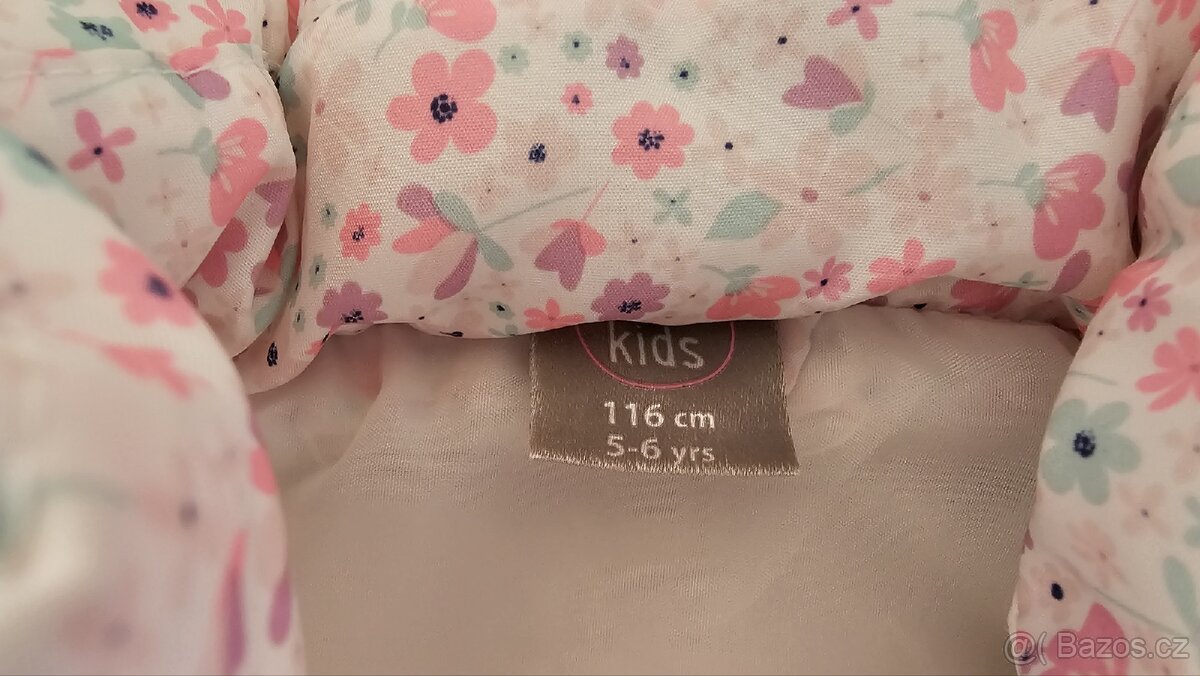 kids
116 cm
5-6 yrs
@( Bazos.cz